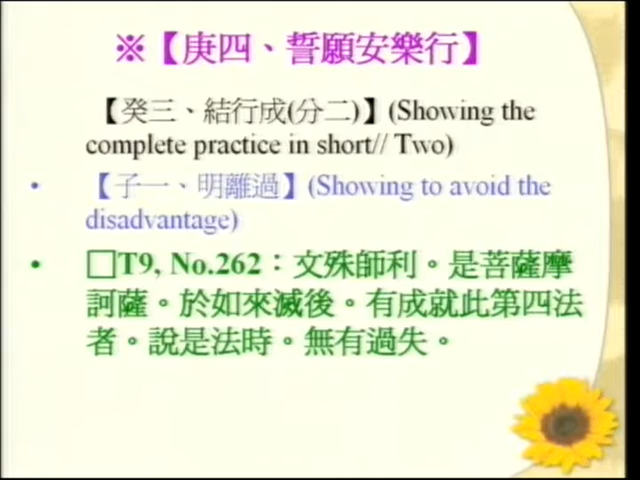 ※【庚四、誓願安樂行】
【癸三、結行成(分二)】(Showing the
complete practice in short// Two)
• 【子一、明離過】(Showing to avoid the
disadvantage)
• □T9, No.262：文殊師利。是菩薩摩
訶薩。於如來滅後。有成就此第四法
者。說是法時。無有過失。